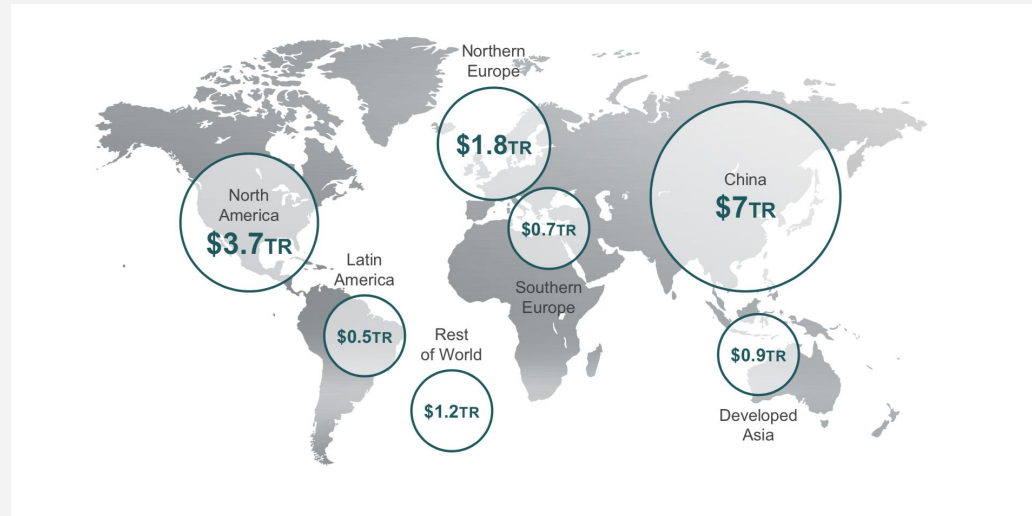 Northern
Europe
$1.8TR
China
$7TR
North
America
$3.7TR
$0.7TR
Southern
Europe
Latin
America
$0.5TR
Rest
of World
$1.2TR
$0.9TR
Developed
Asia